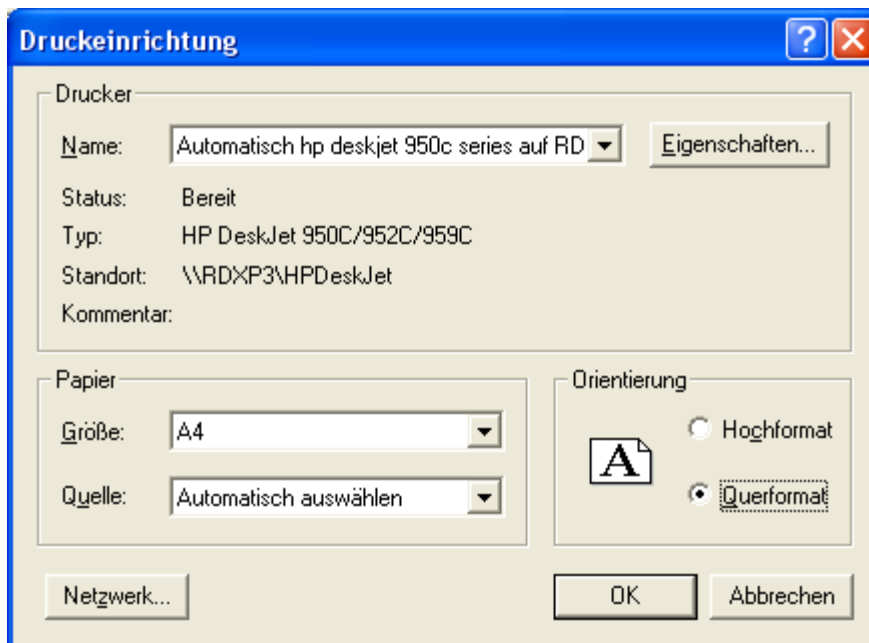 Druckeinrichtung
Drucker
Name: Automatisch hp deskjet 950c series auf RD Eigenschaften...
Status: Bereit
Typ: HP DeskJet 950C/952C/959C
Standort: \\RDXP3\HPDeskJet
Kommentar:
Papier
Größe: A4
Quelle: Automatisch auswählen
Orientierung
A
Hochformat
Querformat
Netzwerk... OK Abbrechen